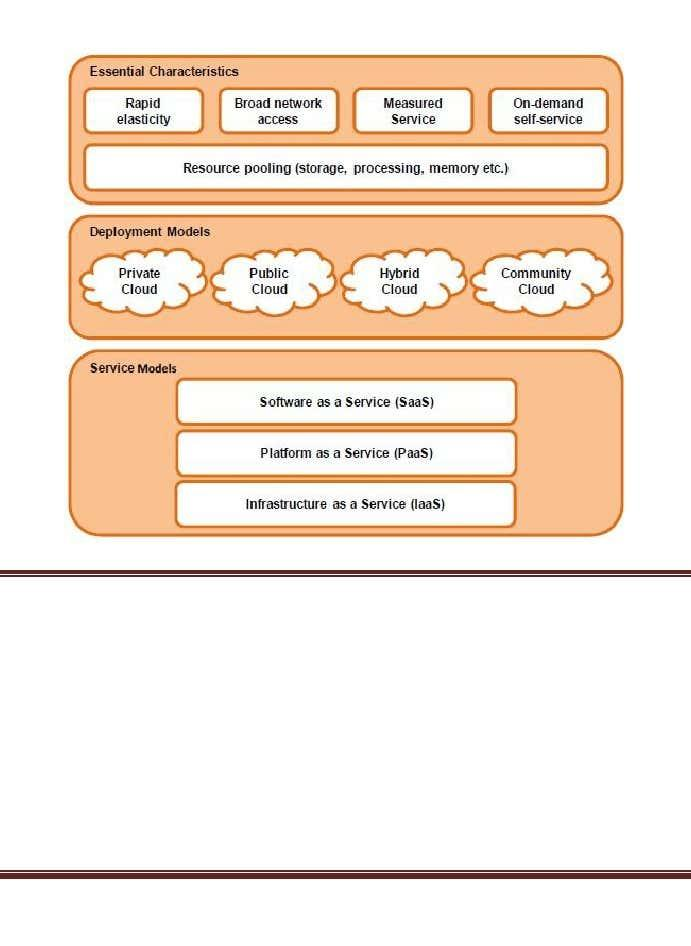 Essential Characteristics
Rapid
elasticity
Broad network
access
Measured
Service
On-demand
self-service
Resource pooling (storage, processing, memory etc.)
Deployment Models
Private
Cloud
Public
Cloud
Hybrid
Cloud
Community
Cloud
Service Models
Software as a Service (SaaS)
Platform as a Service (PaaS)
Infrastructure as a Service (IaaS)